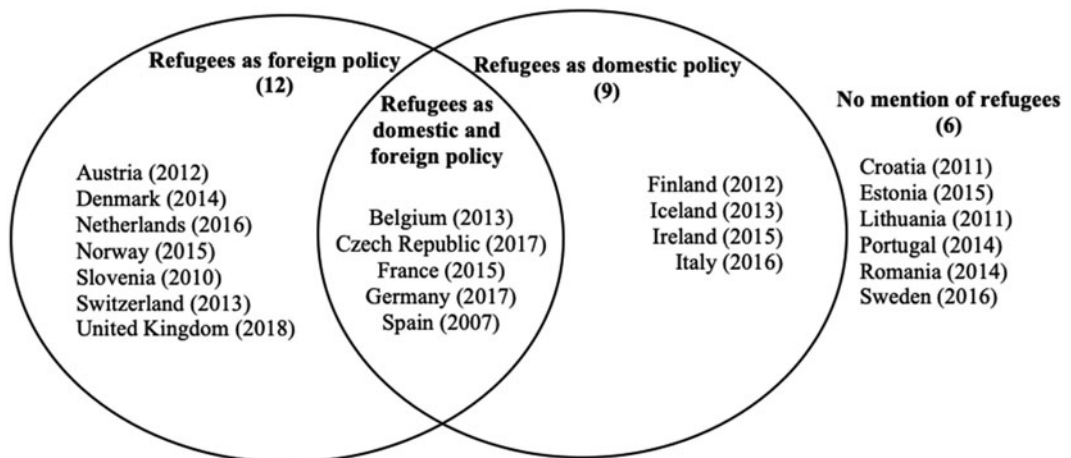 Refugees as foreign policy
(12)
Austria (2012)
Denmark (2014)
Netherlands (2016)
Norway (2015)
Slovenia (2010)
Switzerland (2013)
United Kingdom (2018)
Refugees as
domestic and
foreign policy
Belgium (2013)
Czech Republic (2017)
France (2015)
Germany (2017)
Spain (2007)
Refugees as domestic policy
(9)
Finland (2012)
Iceland (2013)
Ireland (2015)
Italy (2016)
No mention of refugees
(6)
Croatia (2011)
Estonia (2015)
Lithuania (2011)
Portugal (2014)
Romania (2014)
Sweden (2016)